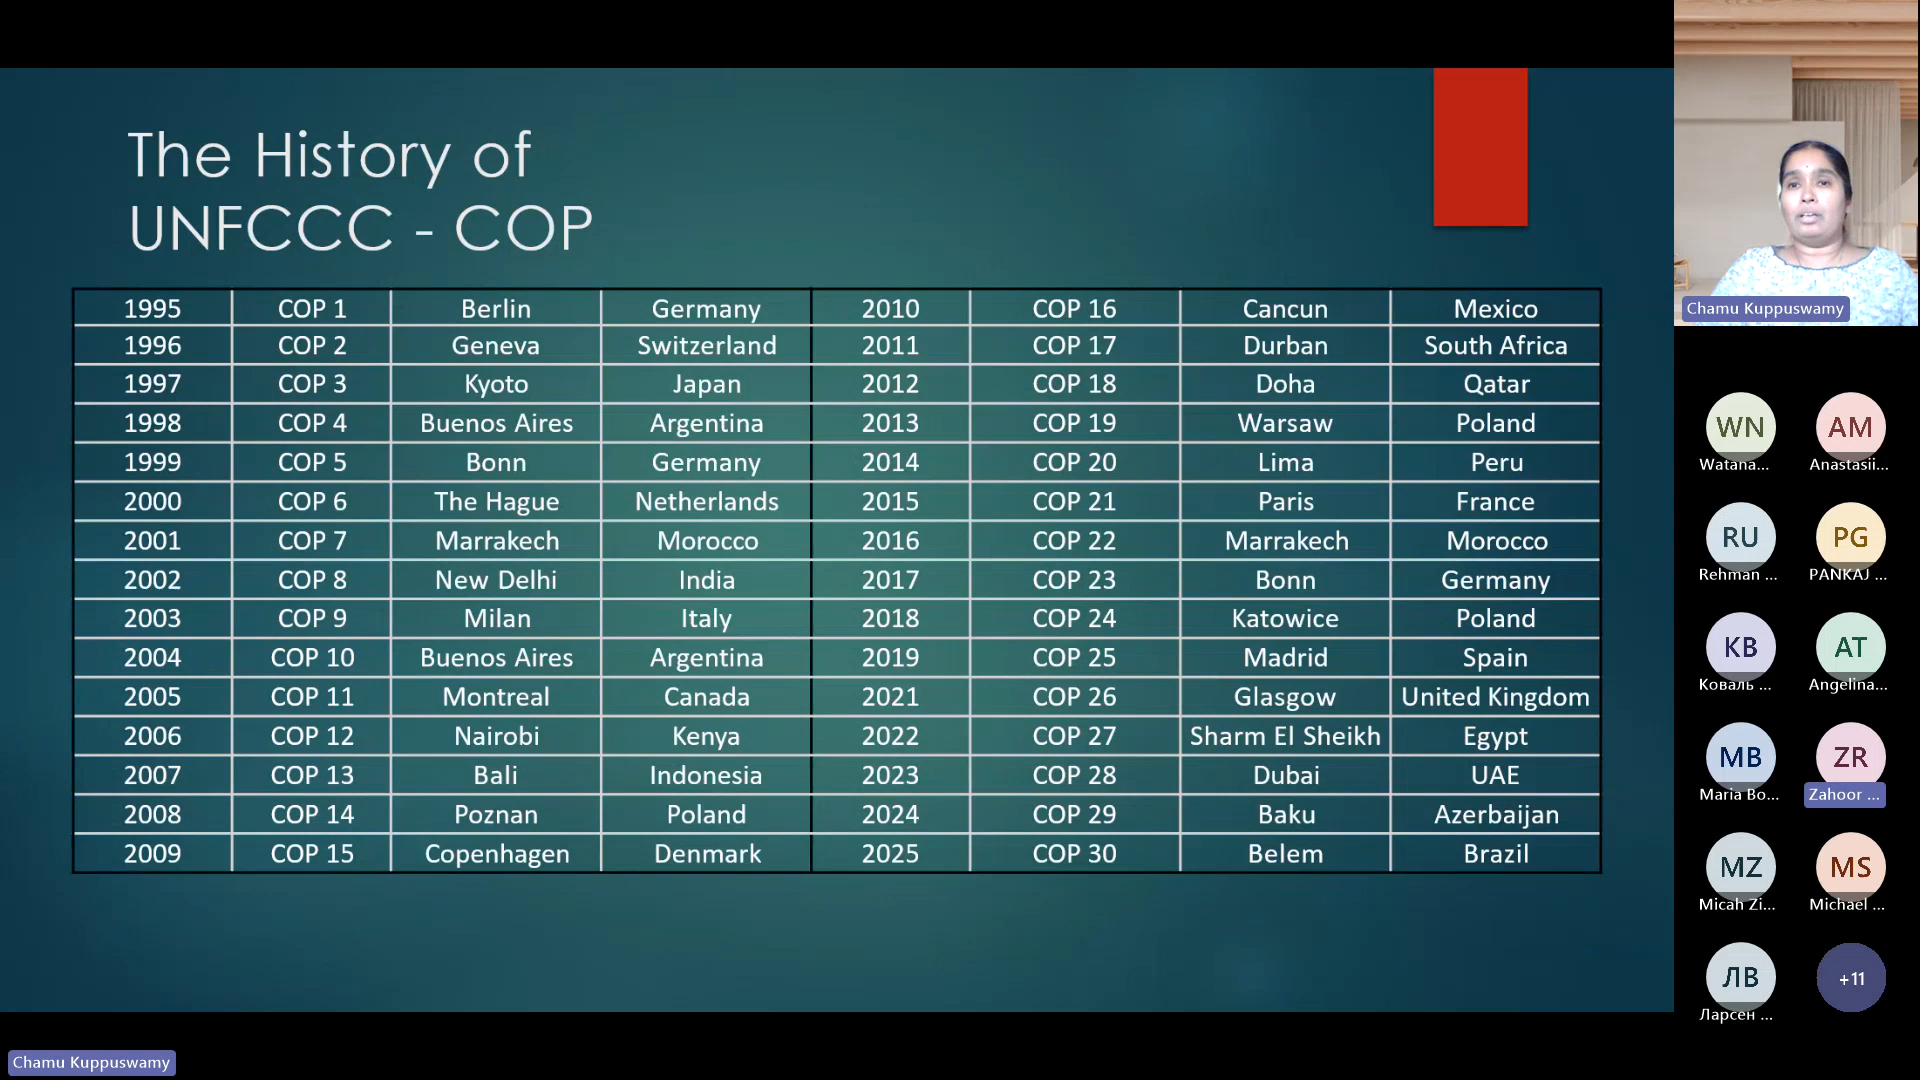 The History of
UNFCCC - COP
1995 COP 1 Berlin Germany 2010 COP 16 Cancun Mexico
1996 COP 2 Geneva Switzerland 2011 COP 17 Durban South Africa
1997 COP 3 Kyoto Japan 2012 COP 18 Doha Qatar
1998 COP 4 Buenos Aires Argentina 2013 COP 19 Warsaw Poland
1999 COP 5 Bonn Germany 2014 COP 20 Lima Peru
2000 COP 6 The Hague Netherlands 2015 COP 21 Paris France
2001 COP 7 Marrakech Morocco 2016 COP 22 Marrakech Morocco
2002 COP 8 New Delhi India 2017 COP 23 Bonn Germany
2003 COP 9 Milan Italy 2018 COP 24 Katowice Poland
2004 COP 10 Buenos Aires Argentina 2019 COP 25 Madrid Spain
2005 COP 11 Montreal Canada 2021 COP 26 Glasgow United Kingdom
2006 COP 12 Nairobi Kenya 2022 COP 27 Sharm El Sheikh Egypt
2007 COP 13 Bali Indonesia 2023 COP 28 Dubai UAE
2008 COP 14 Poznan Poland 2024 COP 29 Baku Azerbaijan
2009 COP 15 Copenhagen Denmark 2025 COP 30 Belem Brazil
Chamu Kuppuswamy
WN AM
Watana... Anastasii...
RU PG
Rehman ... PANKAJ ...
KB AT
Коваль ... Angelina...
MB ZR
Maria Bo... Zahoor ...
MZ MS
Micah Zi... Michael ...
ЛВ +11
Ларсен ...
Chamu Kuppuswamy